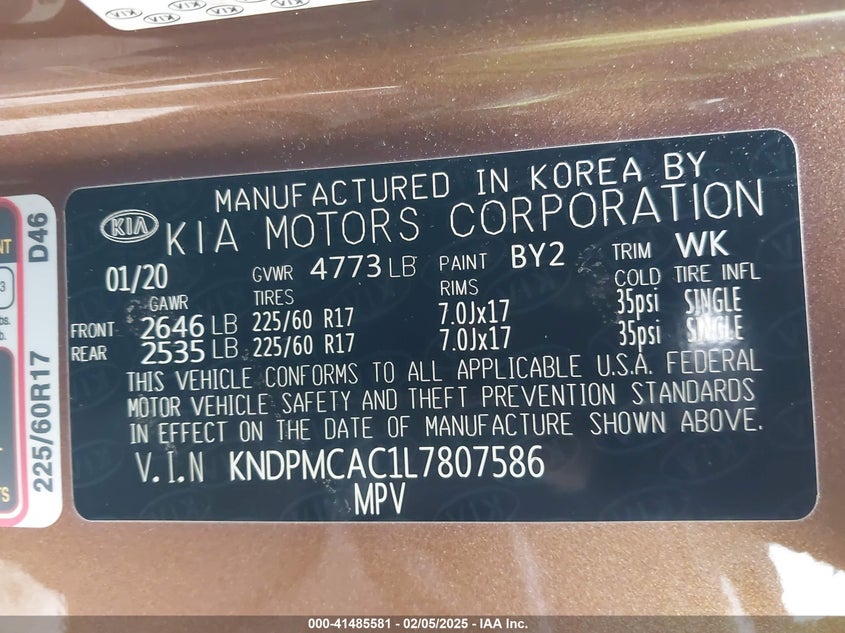 KIA KIA KIA
MANUFACTURED IN KOREA BY
KIA KIA MOTORS CORPORATION
01/20 GVWR 4773 LB PAINT BY2 TRIM WK
GAWR TIRES RIMS COLD TIRE INFL
FRONT 2646 LB 225/60 R17 7.0Jx17 35psi SINGLE
REAR 2535 LB 225/60 R17 7.0Jx17 35psi SINGLE
THIS VEHICLE CONFORMS TO ALL APPLICABLE U.S.A. FEDERAL
MOTOR VEHICLE SAFETY AND THEFT PREVENTION STANDARDS
IN EFFECT ON THE DATE OF MANUFACTURE SHOWN ABOVE.
V.I.N KNDPMCAC1L7807586
MPV
D46
225/60R17
3
000-41485581 - 02/05/2025 - IAA Inc.